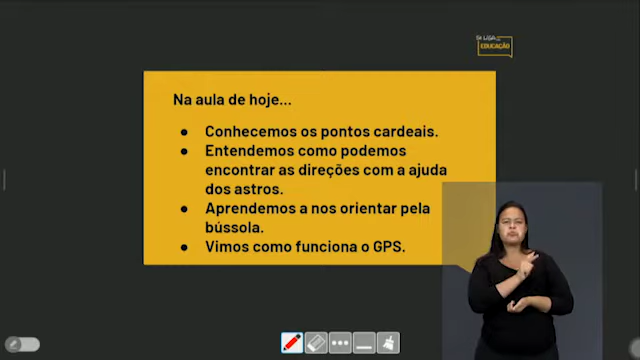 EDUCAÇÃO
Na aula de hoje...
● Conhecemos os pontos cardeais.
● Entendemos como podemos
encontrar as direções com a ajuda
dos astros.
● Aprendemos a nos orientar pela
bússola.
● Vimos como funciona o GPS.